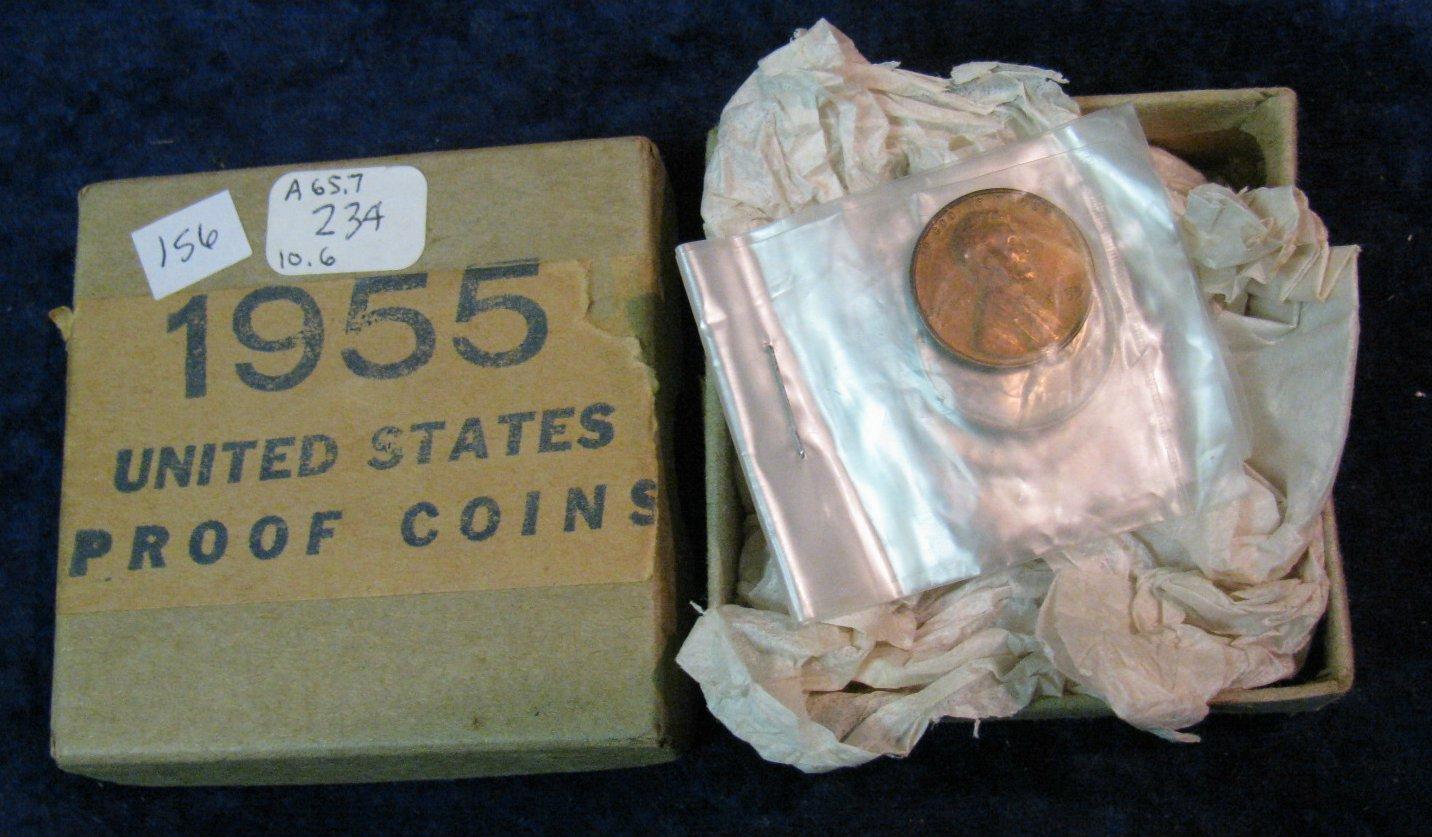 156
A65.7
234
10.6
1955
UNITED STATES
PROOF COINS